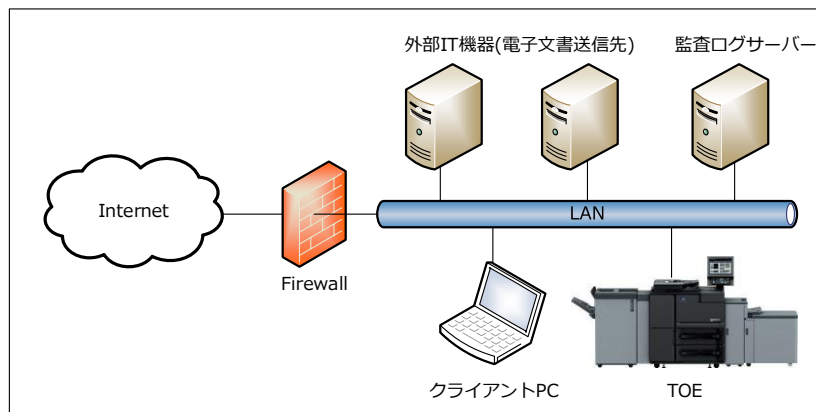 外部IT機器(電子文書送信先)
監査ログサーバー
Internet
LAN
Firewall
クライアントPC
TOE